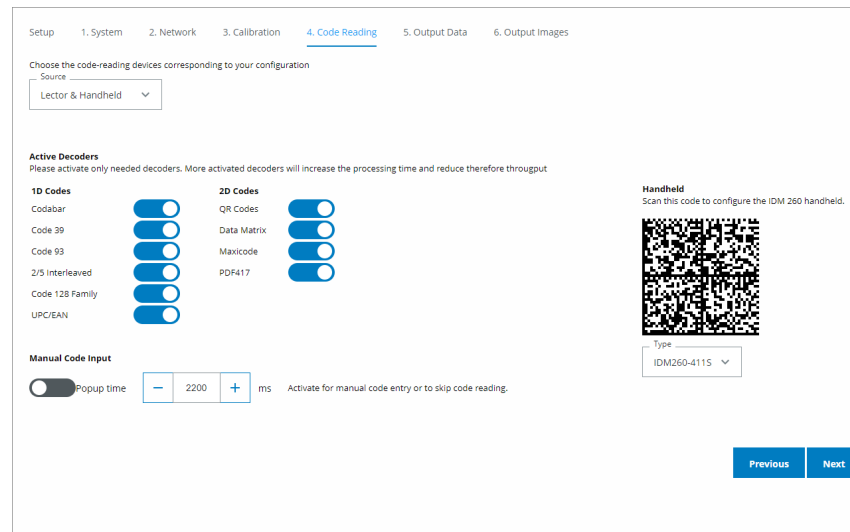 Setup 1. System 2. Network 3. Calibration 4. Code Reading 5. Output Data 6. Output Images
Choose the code-reading devices corresponding to your configuration
Source
Lector & Handheld
Active Decoders
Please activate only needed decoders. More activated decoders will increase the processing time and reduce therefore througput
1D Codes
Codabar
Code 39
Code 93
2/5 Interleaved
Code 128 Family
UPC/EAN
2D Codes
QR Codes
Data Matrix
Maxicode
PDF417
Handheld
Scan this code to configure the IDM 260 handheld.
Type
IDM260-411S
Manual Code Input
Popup time − 2200 + ms Activate for manual code entry or to skip code reading.
Previous Next